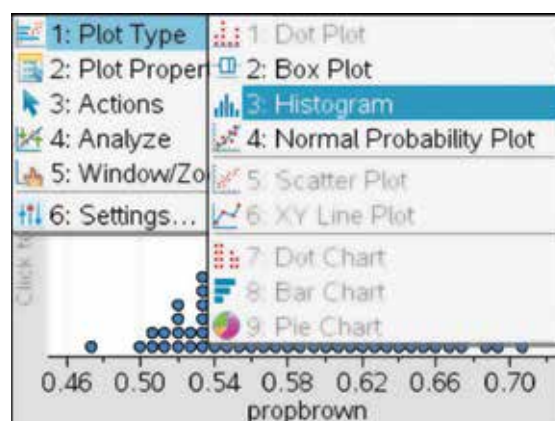 1: Plot Type
2: Plot Proper
3: Actions
4: Analyze
5: Window/Zo
6: Settings...
1: Dot Plot
2: Box Plot
3: Histogram
4: Normal Probability Plot
5: Scatter Plot
6: XY Line Plot
7: Dot Chart
8: Bar Chart
9: Pie Chart
Click to
0.46 0.50 0.54 0.58 0.62 0.66 0.70
propbrown